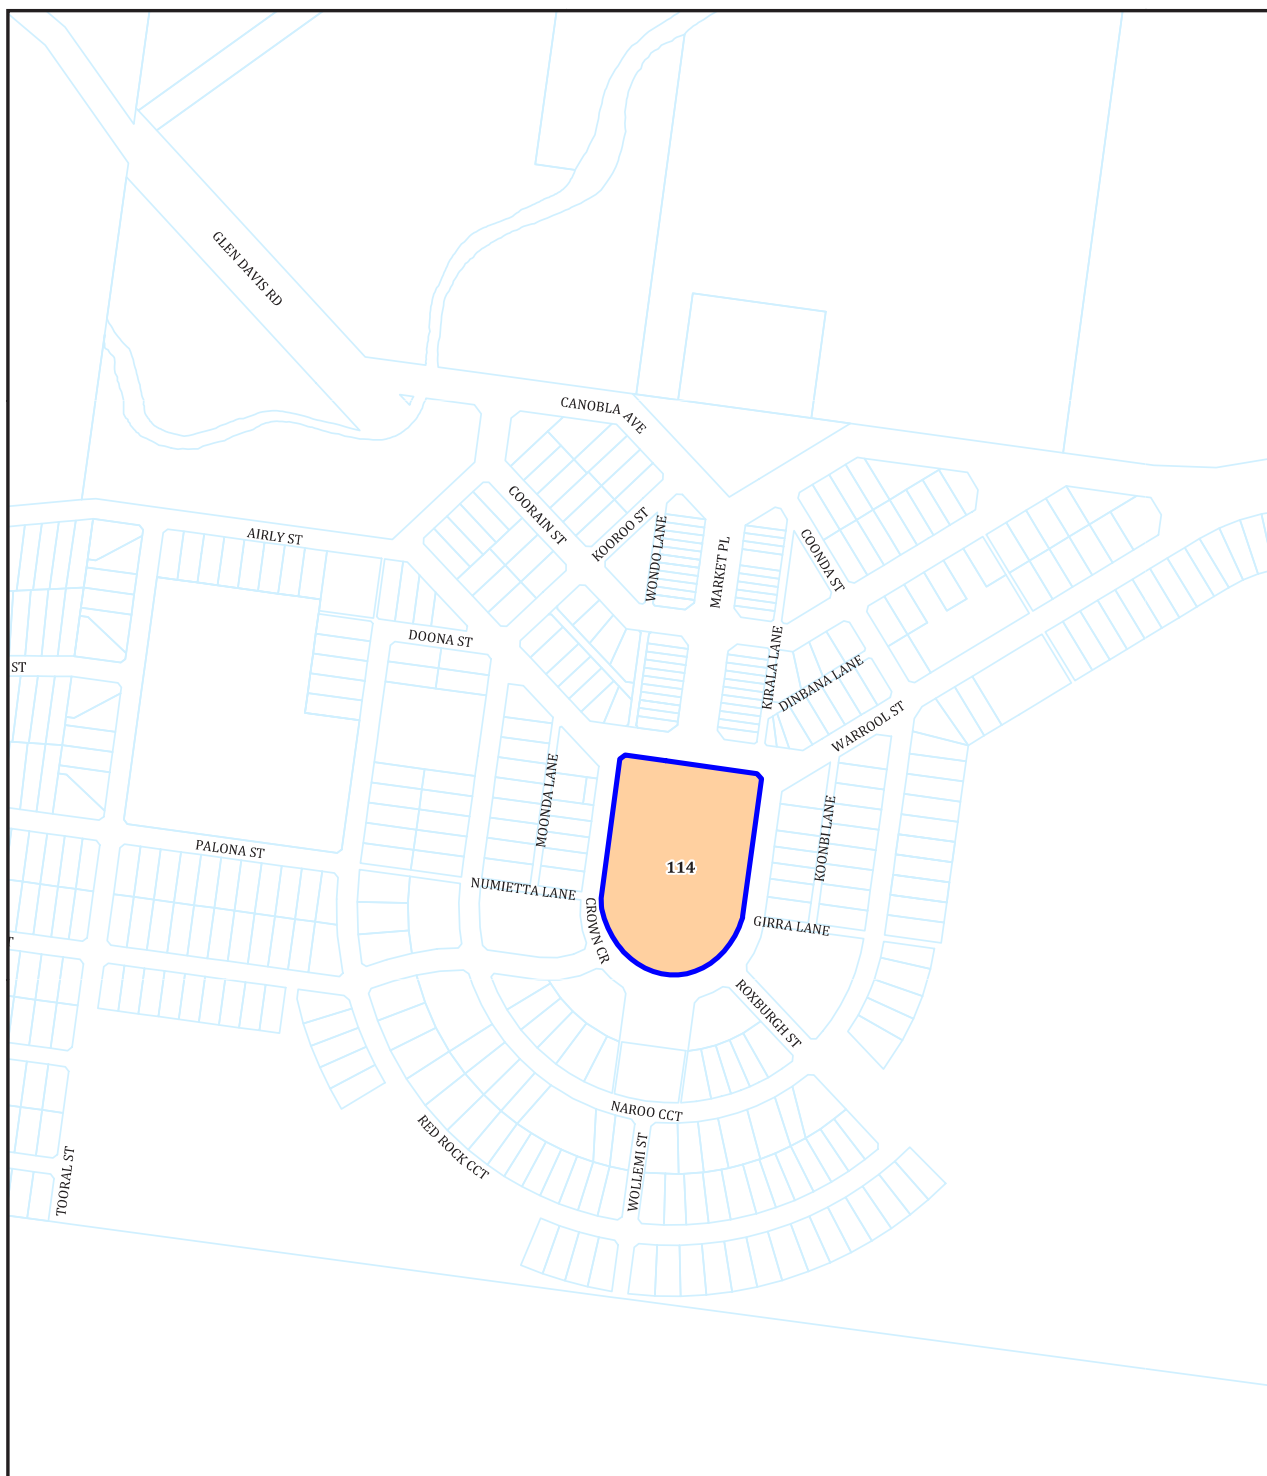 GLEN DAVIS RD
CANOBLA AVE
COORAIN ST
KOOROO ST
WONDO LANE
MARKET PL
COONDA ST
AIRLY ST
DOONA ST
ST
KIRALA LANE
DINBANA LANE
WARROOL ST
MOONDA LANE
KOONBI LANE
PALONA ST
114
NUMIETTA LANE
CROWN CR
GIRRA LANE
ROXBURGH ST
NAROO CCT
RED ROCK CCT
WOLLEMI ST
TOORAL ST